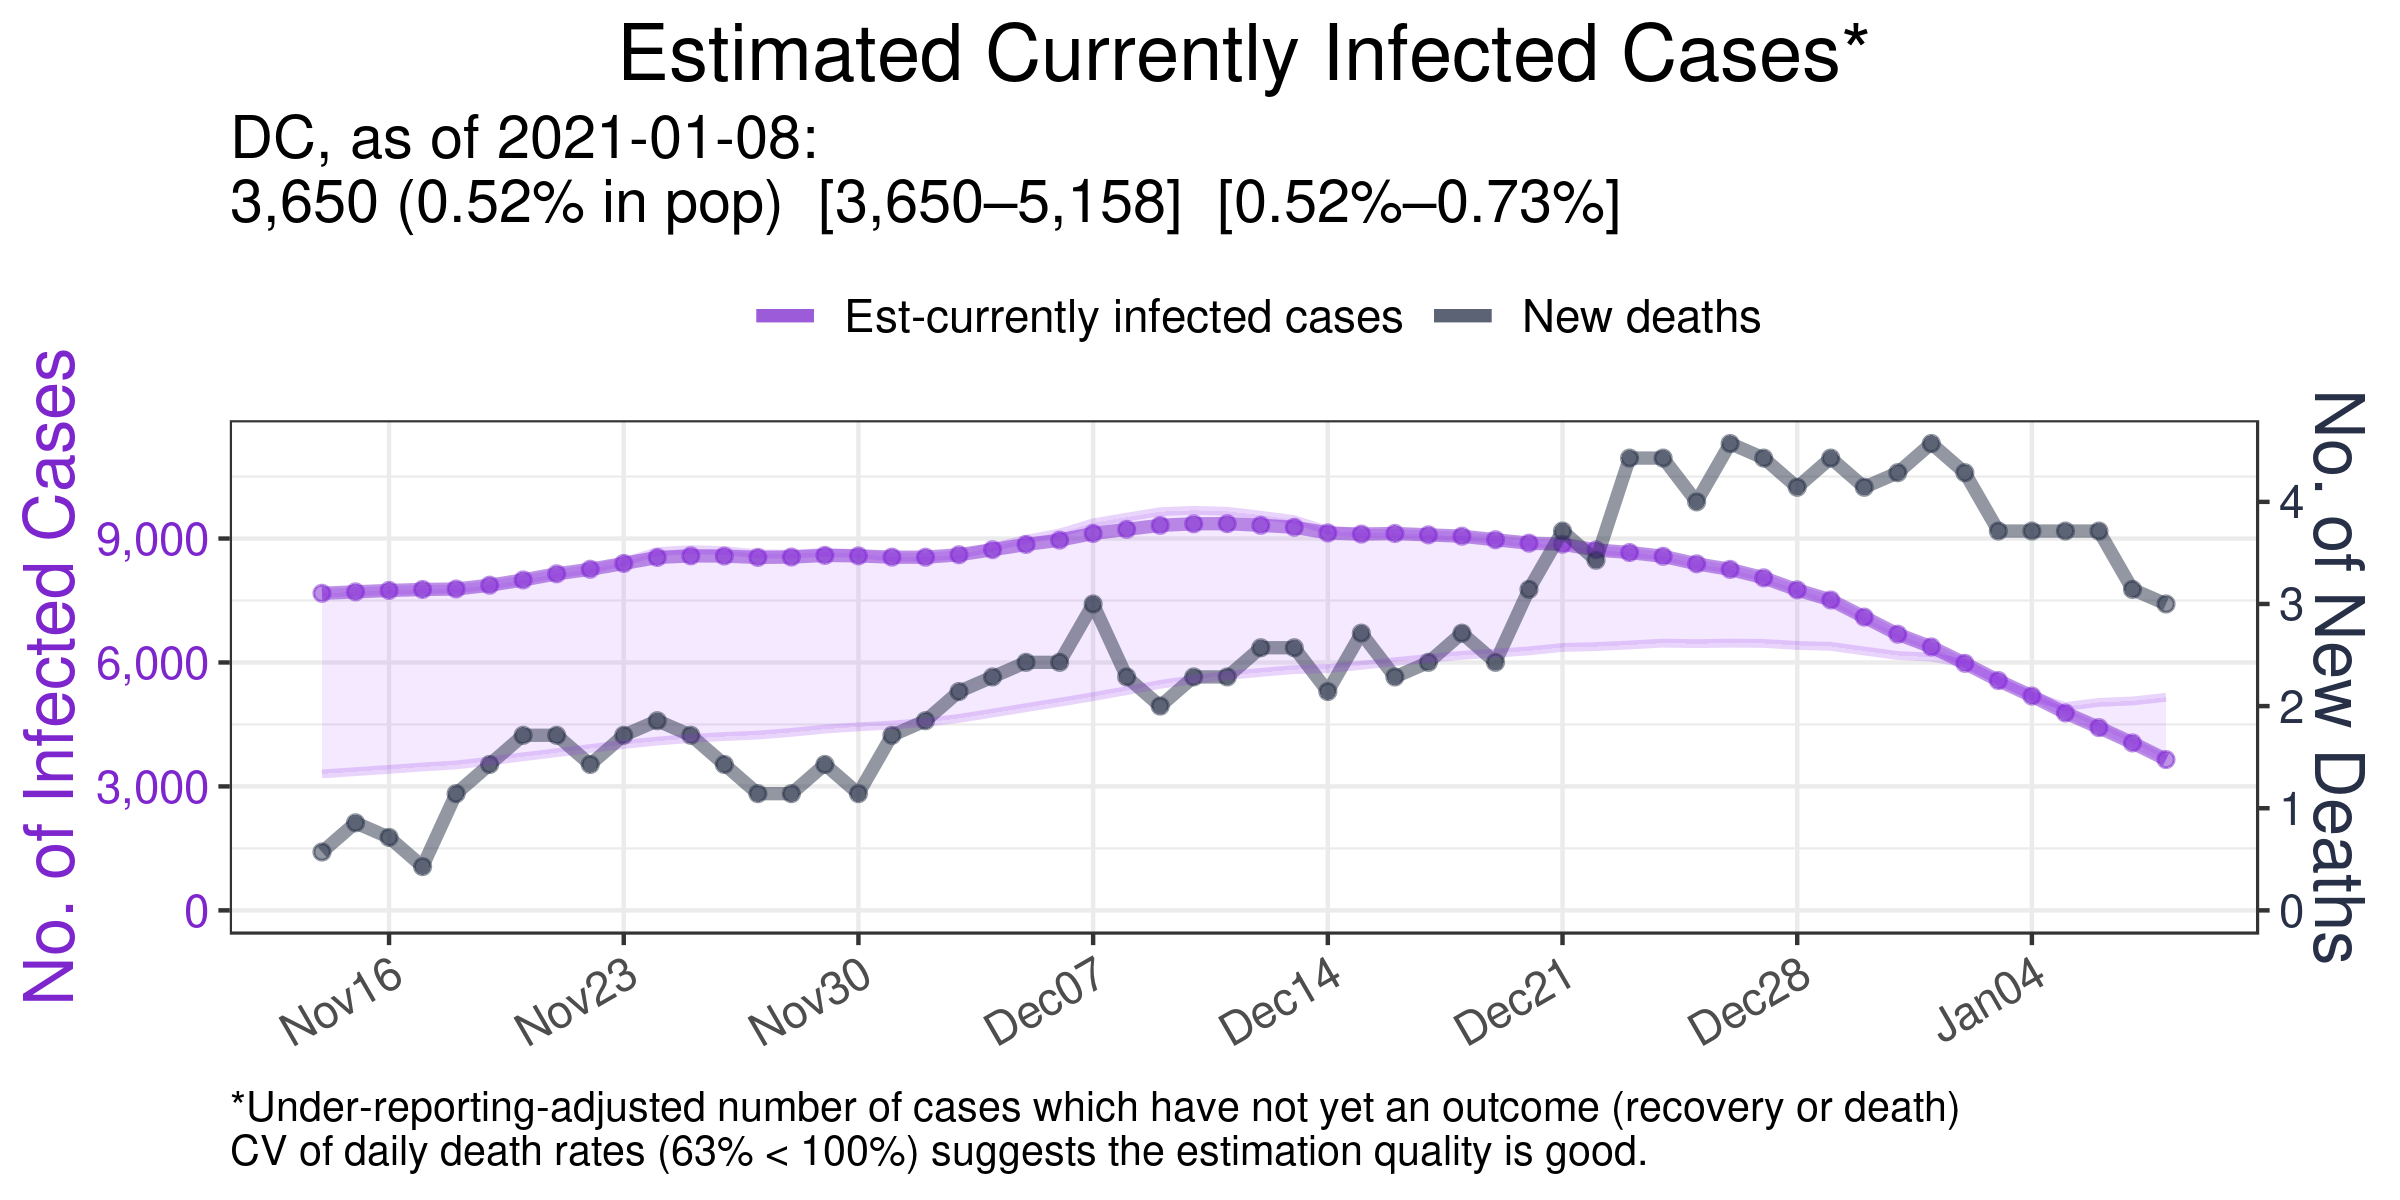 Estimated Currently Infected Cases*
DC, as of 2021-01-08:
3,650 (0.52% in pop)  [3,650–5,158]  [0.52%–0.73%]
Est-currently infected cases
New deaths
No. of Infected Cases
9,000
6,000
3,000
0
4
3
2
1
0
No. of New Deaths
Nov16
Nov23
Nov30
Dec07
Dec14
Dec21
Dec28
Jan04
*Under-reporting-adjusted number of cases which have not yet an outcome (recovery or death)
CV of daily death rates (63% < 100%) suggests the estimation quality is good.